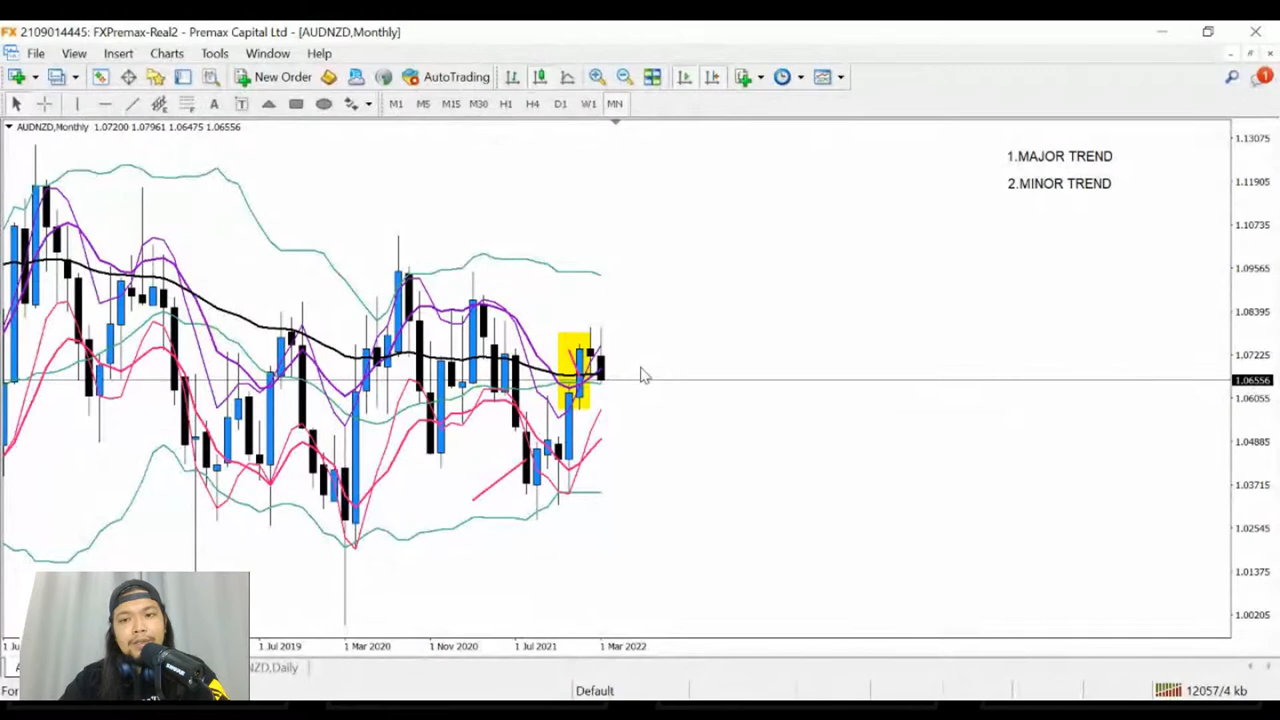 2109014445: FXPremax-Real2 - Premax Capital Ltd - [AUDNZD,Monthly]
File View Insert Charts Tools Window Help
New Order AutoTrading 1
A T M1 M5 M15 M30 H1 H4 D1 W1 MN
AUDNZD,Monthly 1.07200 1.07961 1.06475 1.06556
1.MAJOR TREND
2.MINOR TREND
1.13075
1.11905
1.10735
1.09565
1.08395
1.07225
1.06556
1.06055
1.04885
1.03715
1.02545
1.01375
1.00205
1 Jul 2019 1 Mar 2020 1 Nov 2020 1 Jul 2021 1 Mar 2022
NZD,Daily
Default 12057/4 kb